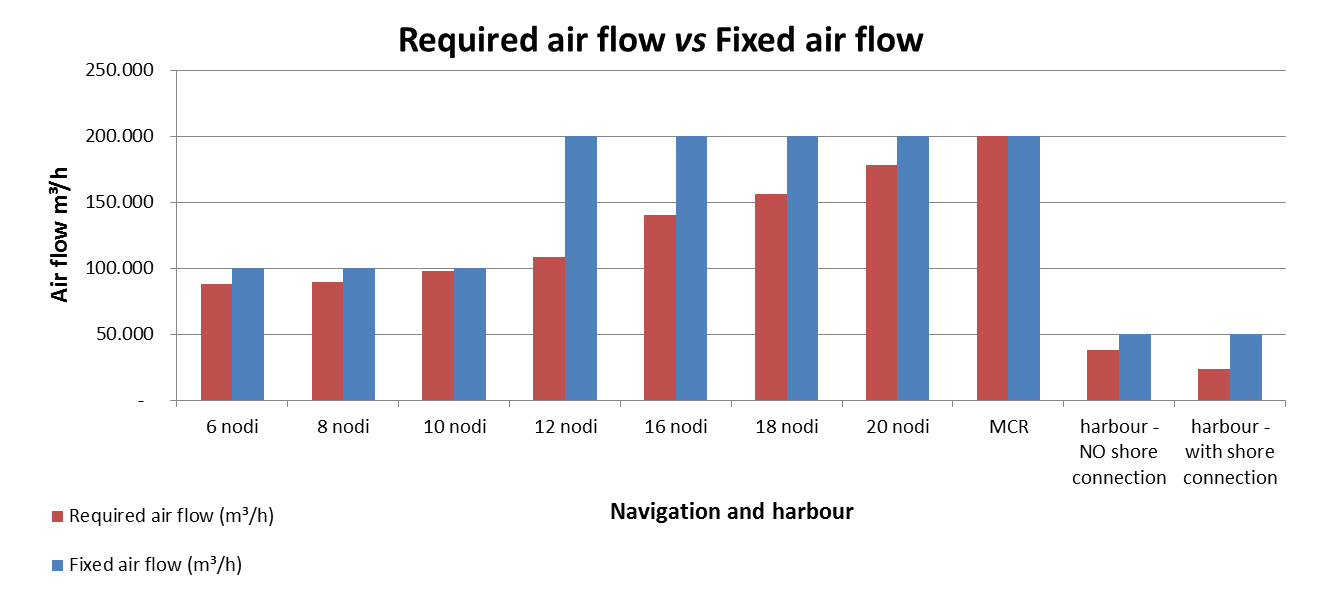 Required air flow vs Fixed air flow
250.000
200.000
150.000
100.000
50.000
-
Air flow m³/h
6 nodi
8 nodi
10 nodi
12 nodi
16 nodi
18 nodi
20 nodi
MCR
harbour -
NO shore
connection
harbour -
with shore
connection
Navigation and harbour
Required air flow (m³/h)
Fixed air flow (m³/h)